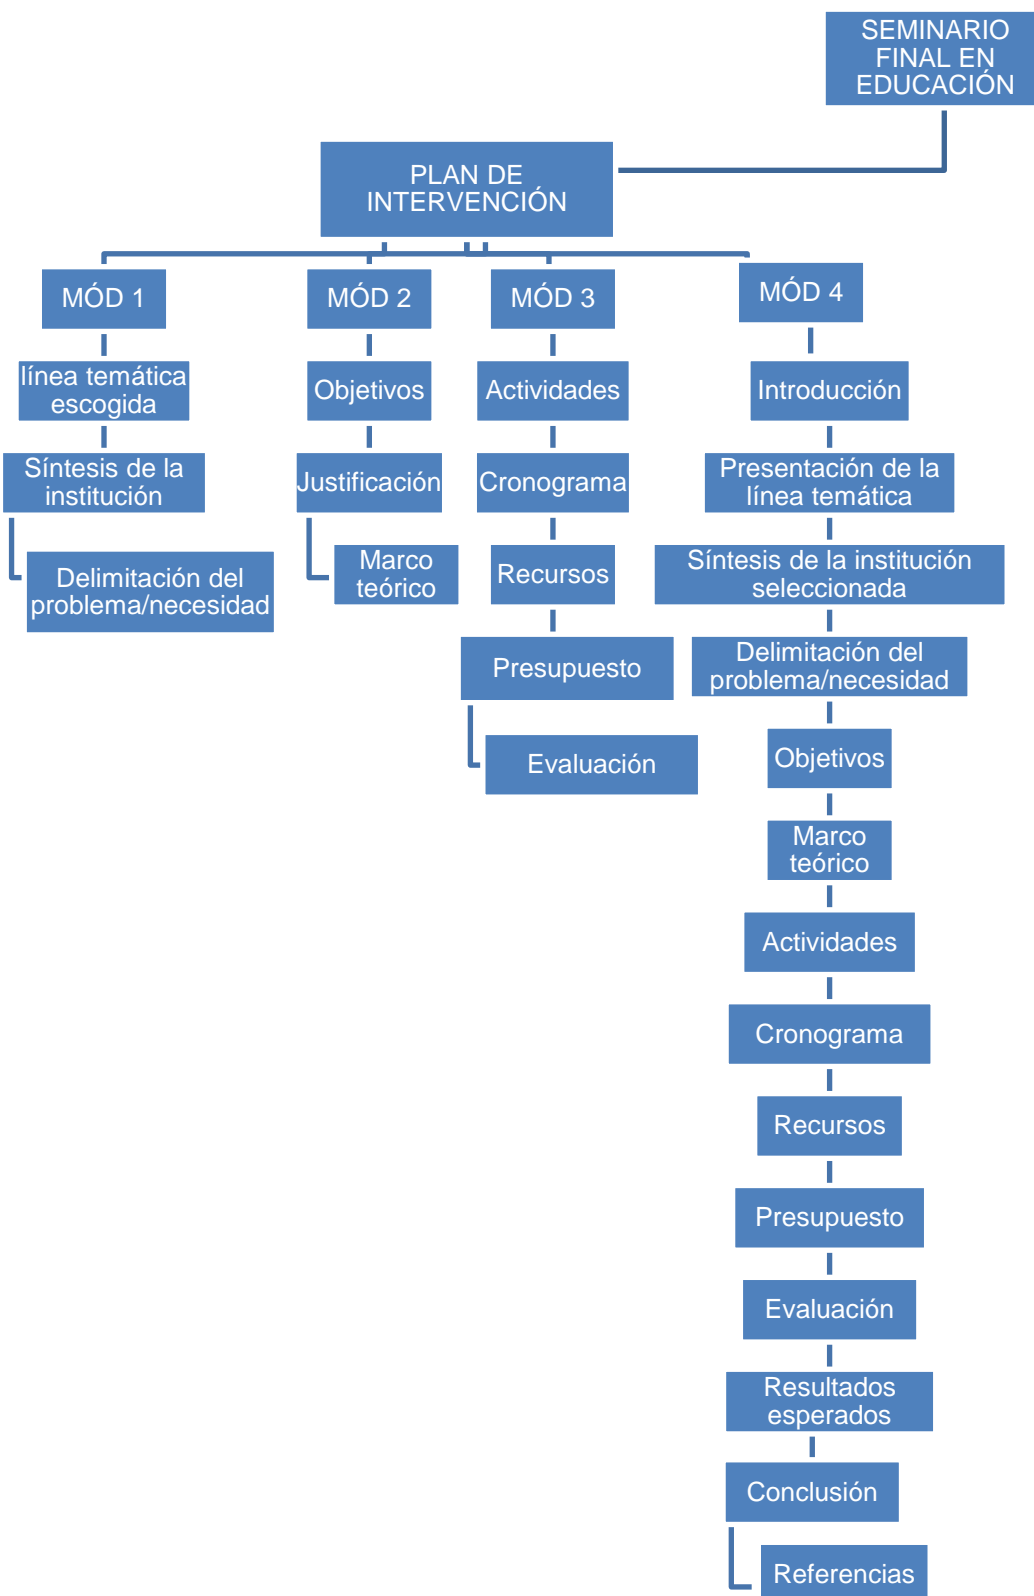 SEMINARIO
FINAL EN
EDUCACIÓN
PLAN DE
INTERVENCIÓN
MÓD 1
línea temática
escogida
Síntesis de la
institución
Delimitación del
problema/necesidad
MÓD 2
Objetivos
Justificación
Marco
teórico
MÓD 3
Actividades
Cronograma
Recursos
Presupuesto
Evaluación
MÓD 4
Introducción
Presentación de la
línea temática
Síntesis de la institución
seleccionada
Delimitación del
problema/necesidad
Objetivos
Marco
teórico
Actividades
Cronograma
Recursos
Presupuesto
Evaluación
Resultados
esperados
Conclusión
Referencias